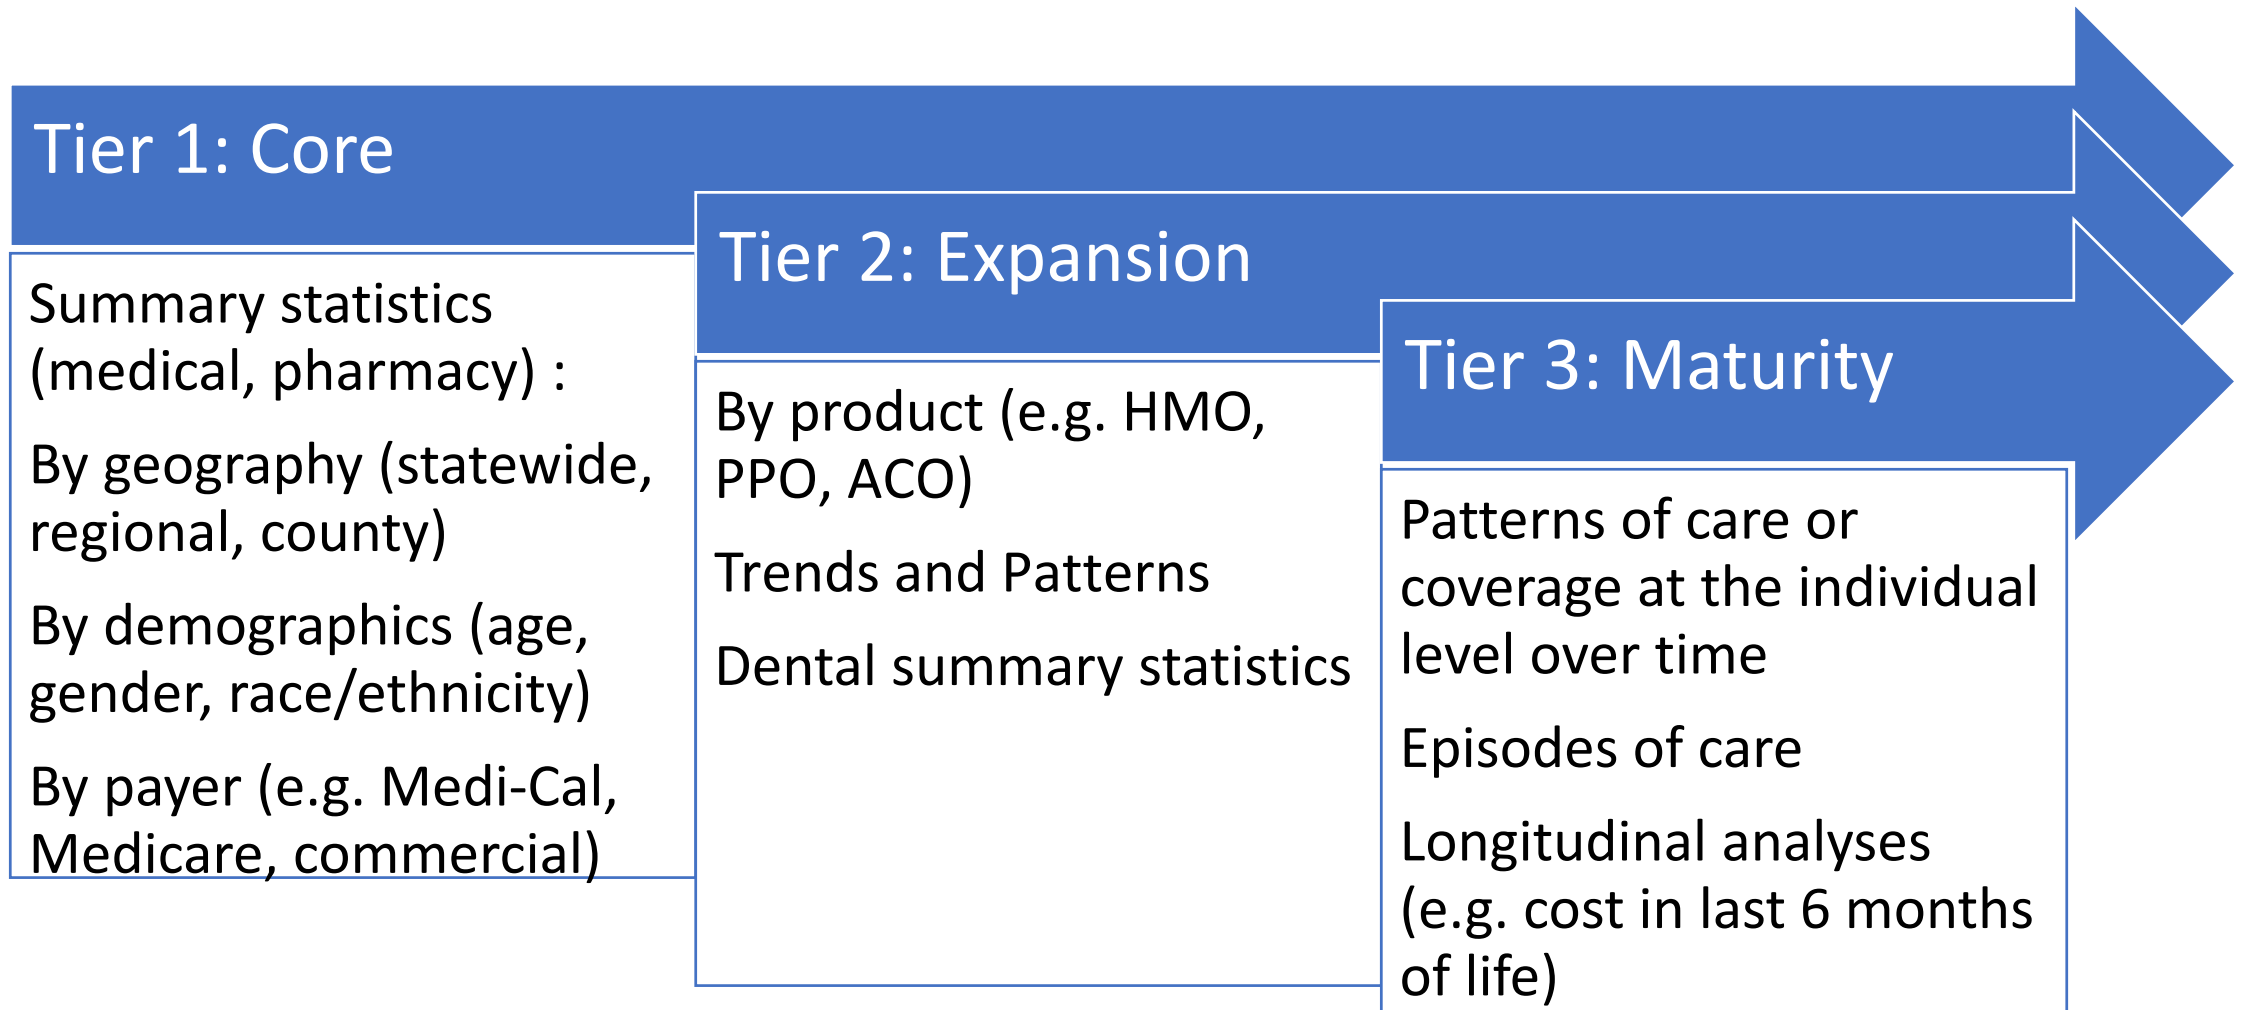 Tier 1: Core
Summary statistics
(medical, pharmacy) :
By geography (statewide,
regional, county)
By demographics (age,
gender, race/ethnicity)
By payer (e.g. Medi-Cal,
Medicare, commercial)
Tier 2: Expansion
By product (e.g. HMO,
PPO, ACO)
Trends and Patterns
Dental summary statistics
Tier 3: Maturity
Patterns of care or
coverage at the individual
level over time
Episodes of care
Longitudinal analyses
(e.g. cost in last 6 months
of life)